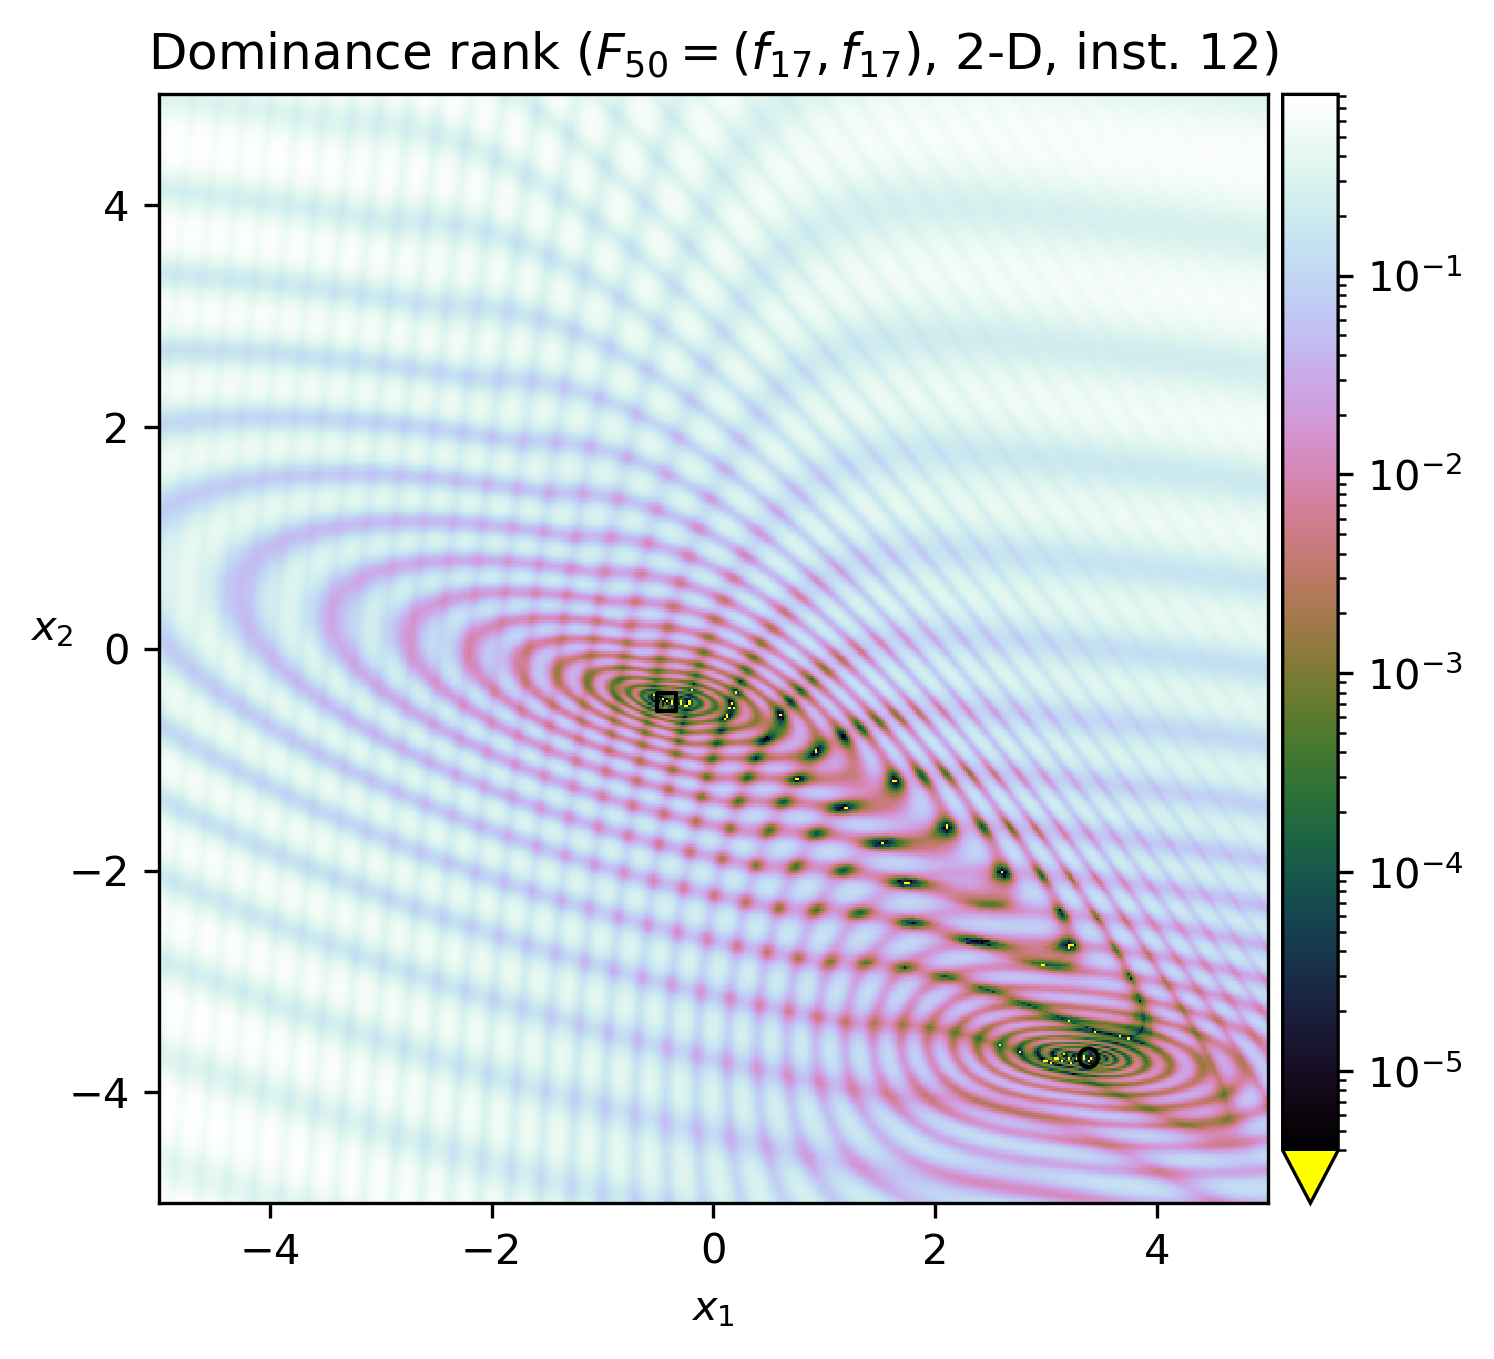 Dominance rank (F₅₀ = (f₁₇, f₁₇), 2-D, inst. 12)
x₂
4
2
0
−2
−4
−4 −2 0 2 4
x₁
10⁻¹
10⁻²
10⁻³
10⁻⁴
10⁻⁵